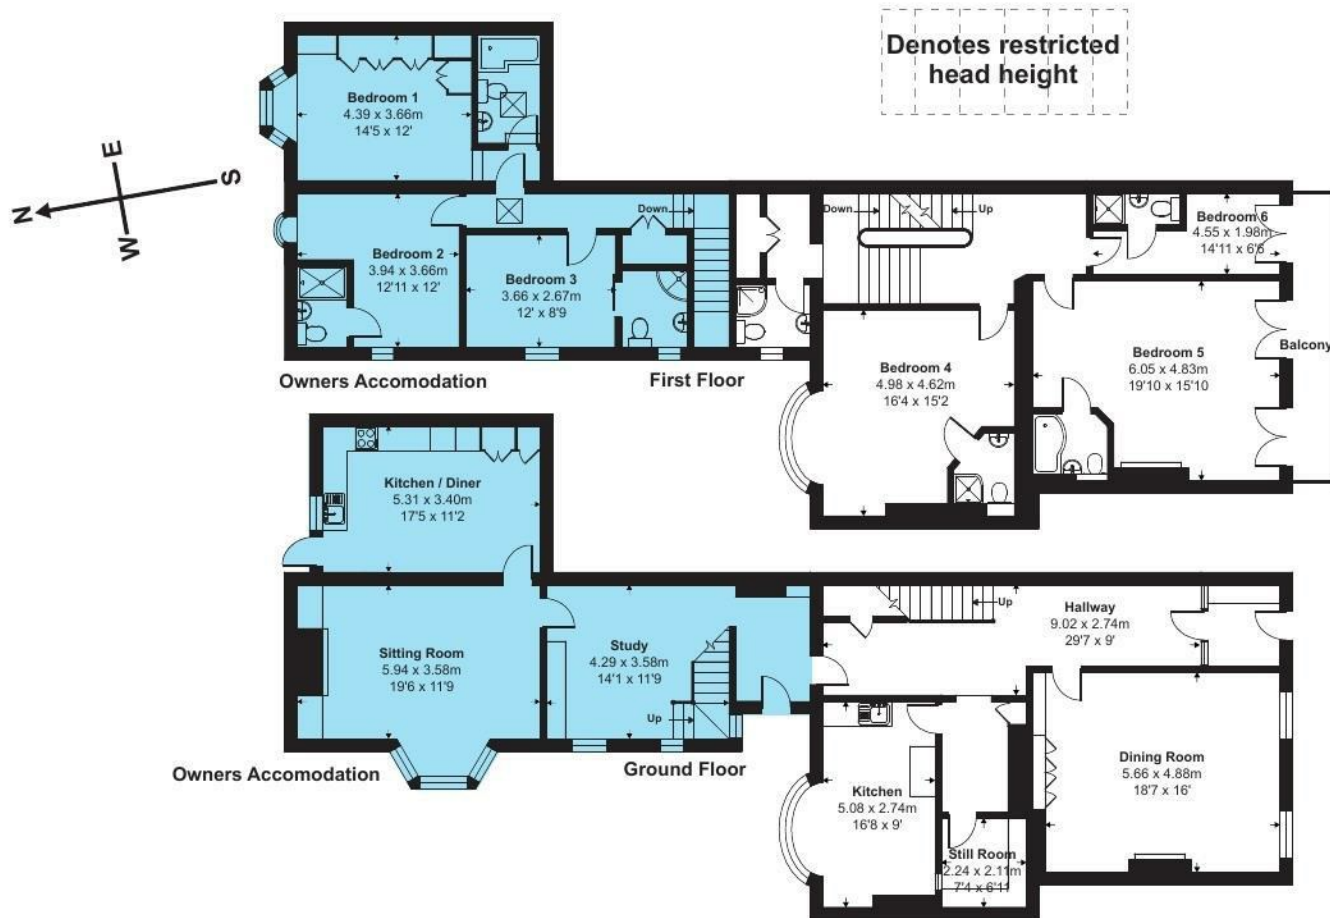 Denotes restricted
head height
E
N
S
W
Bedroom 1
4.39 x 3.66m
14'5 x 12'
Down
Bedroom 2
3.94 x 3.66m
12'11 x 12'
Bedroom 3
3.66 x 2.67m
12' x 8'9
Down
Up
Bedroom 6
4.55 x 1.98m
14'11 x 6'6
Bedroom 4
4.98 x 4.62m
16'4 x 15'2
Bedroom 5
6.05 x 4.83m
19'10 x 15'10
Balcony
Owners Accomodation
First Floor
Kitchen / Diner
5.31 x 3.40m
17'5 x 11'2
Sitting Room
5.94 x 3.58m
19'6 x 11'9
Study
4.29 x 3.58m
14'1 x 11'9
Up
Up
Hallway
9.02 x 2.74m
29'7 x 9'
Owners Accomodation
Ground Floor
Kitchen
5.08 x 2.74m
16'8 x 9'
Still Room
2.24 x 2.11m
7'4 x 6'11
Dining Room
5.66 x 4.88m
18'7 x 16'